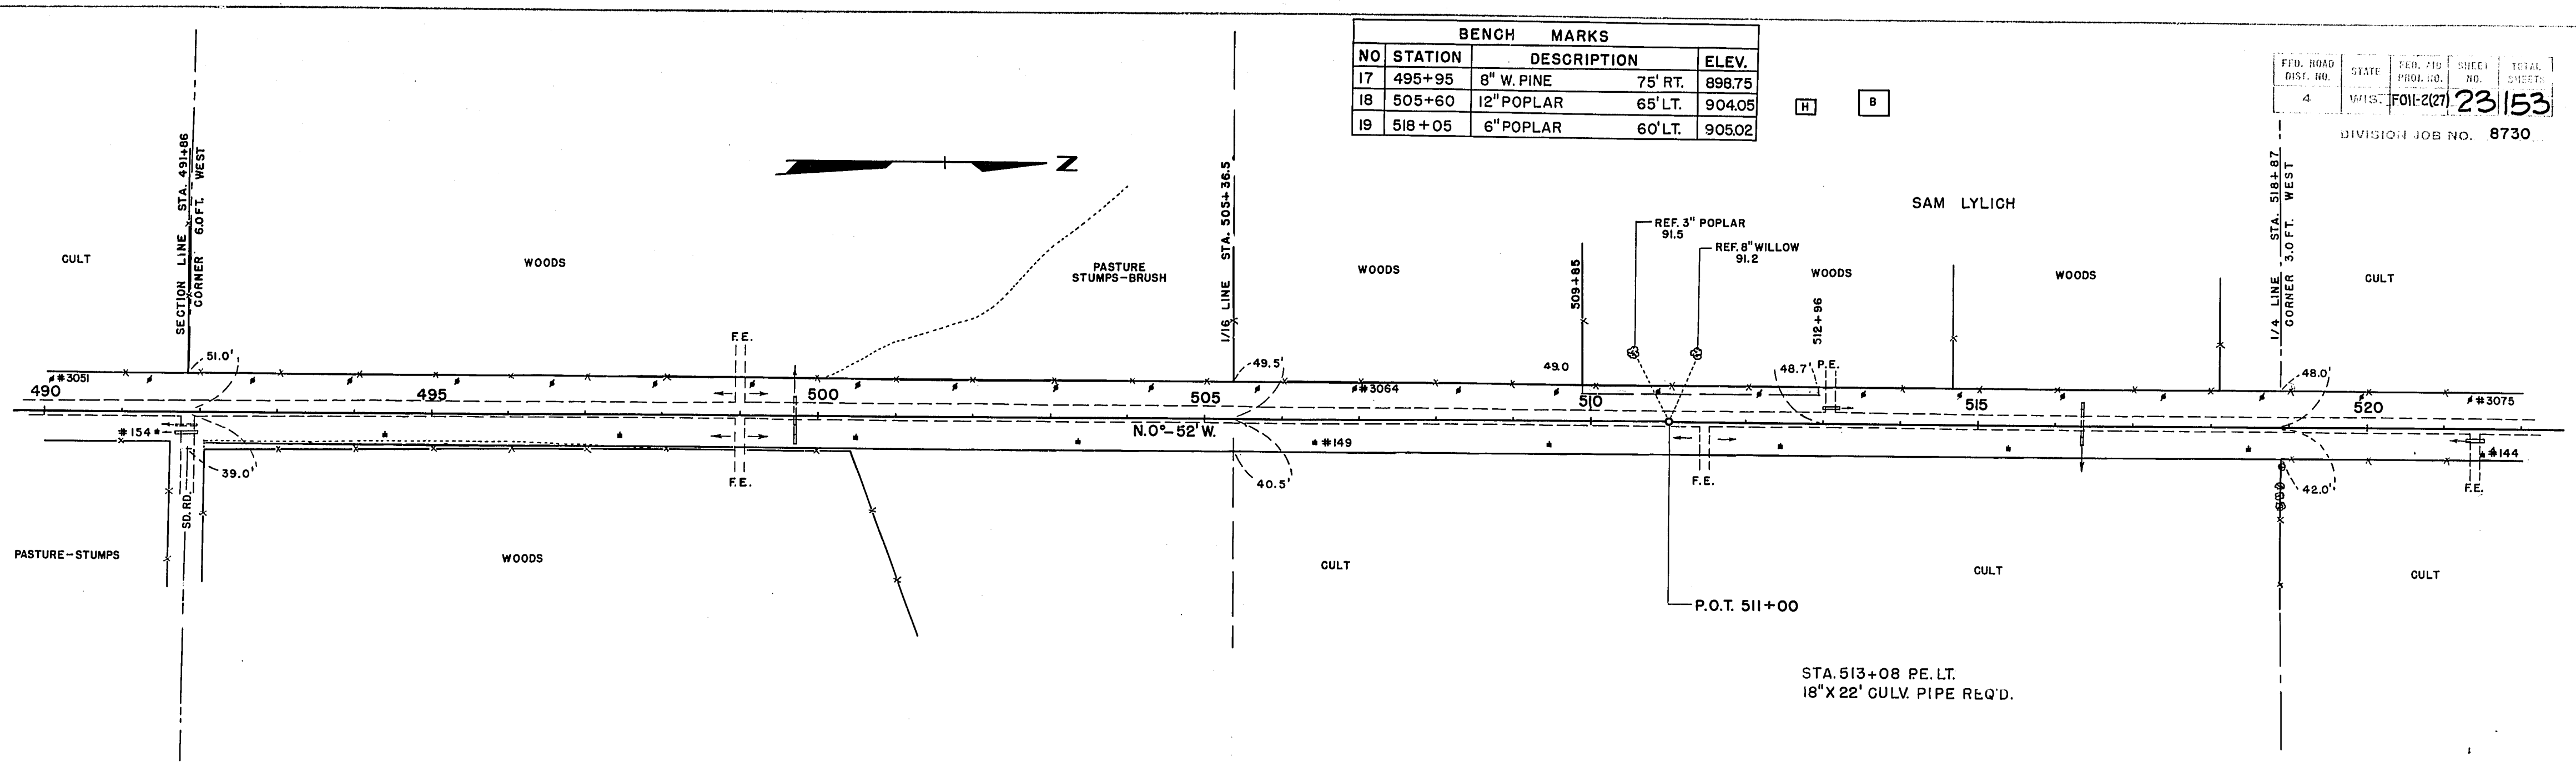 BENCH MARKS
NO STATION DESCRIPTION ELEV.
17 495+95 8" W. PINE 75' RT. 898.75
18 505+60 12" POPLAR 65' LT. 904.05
19 518+05 6" POPLAR 60' LT. 905.02
H
B
FED. ROAD DIST. NO. STATE FED. AID PROJ. NO. SHEET NO. TOTAL SHEETS
4 WIS. F011-2(27) 23 153
DIVISION JOB NO. 8730
N
SECTION LINE STA. 491+86
CORNER 6.0 FT. WEST
1/16 LINE STA. 505+36.5
1/4 LINE STA. 518+87
CORNER 3.0 FT. WEST
SAM LYLICH
REF. 3" POPLAR
91.5
REF. 8" WILLOW
91.2
CULT
WOODS
PASTURE
STUMPS-BRUSH
WOODS
509+85
WOODS
512+96
WOODS
CULT
F.E.
51.0'
49.5'
49.0
48.7'
P.E.
48.0'
#3051
#3064
#3075
490
495
500
505
510
515
520
#154
N.0°-52'W.
#149
#144
39.0'
F.E.
40.5'
F.E.
42.0'
F.E.
SD. RD.
PASTURE-STUMPS
WOODS
CULT
CULT
CULT
P.O.T. 511+00
STA. 513+08 P.E. LT.
18" X 22' CULV. PIPE REQ'D.